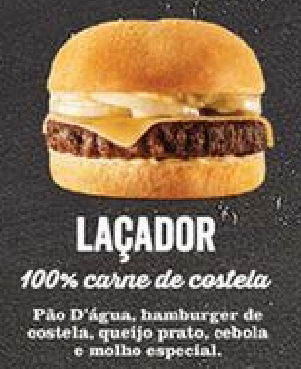 LAÇADOR
100% carne de costela
Pão D'água, hamburger de
costela, queijo prato, cebola
e molho especial.